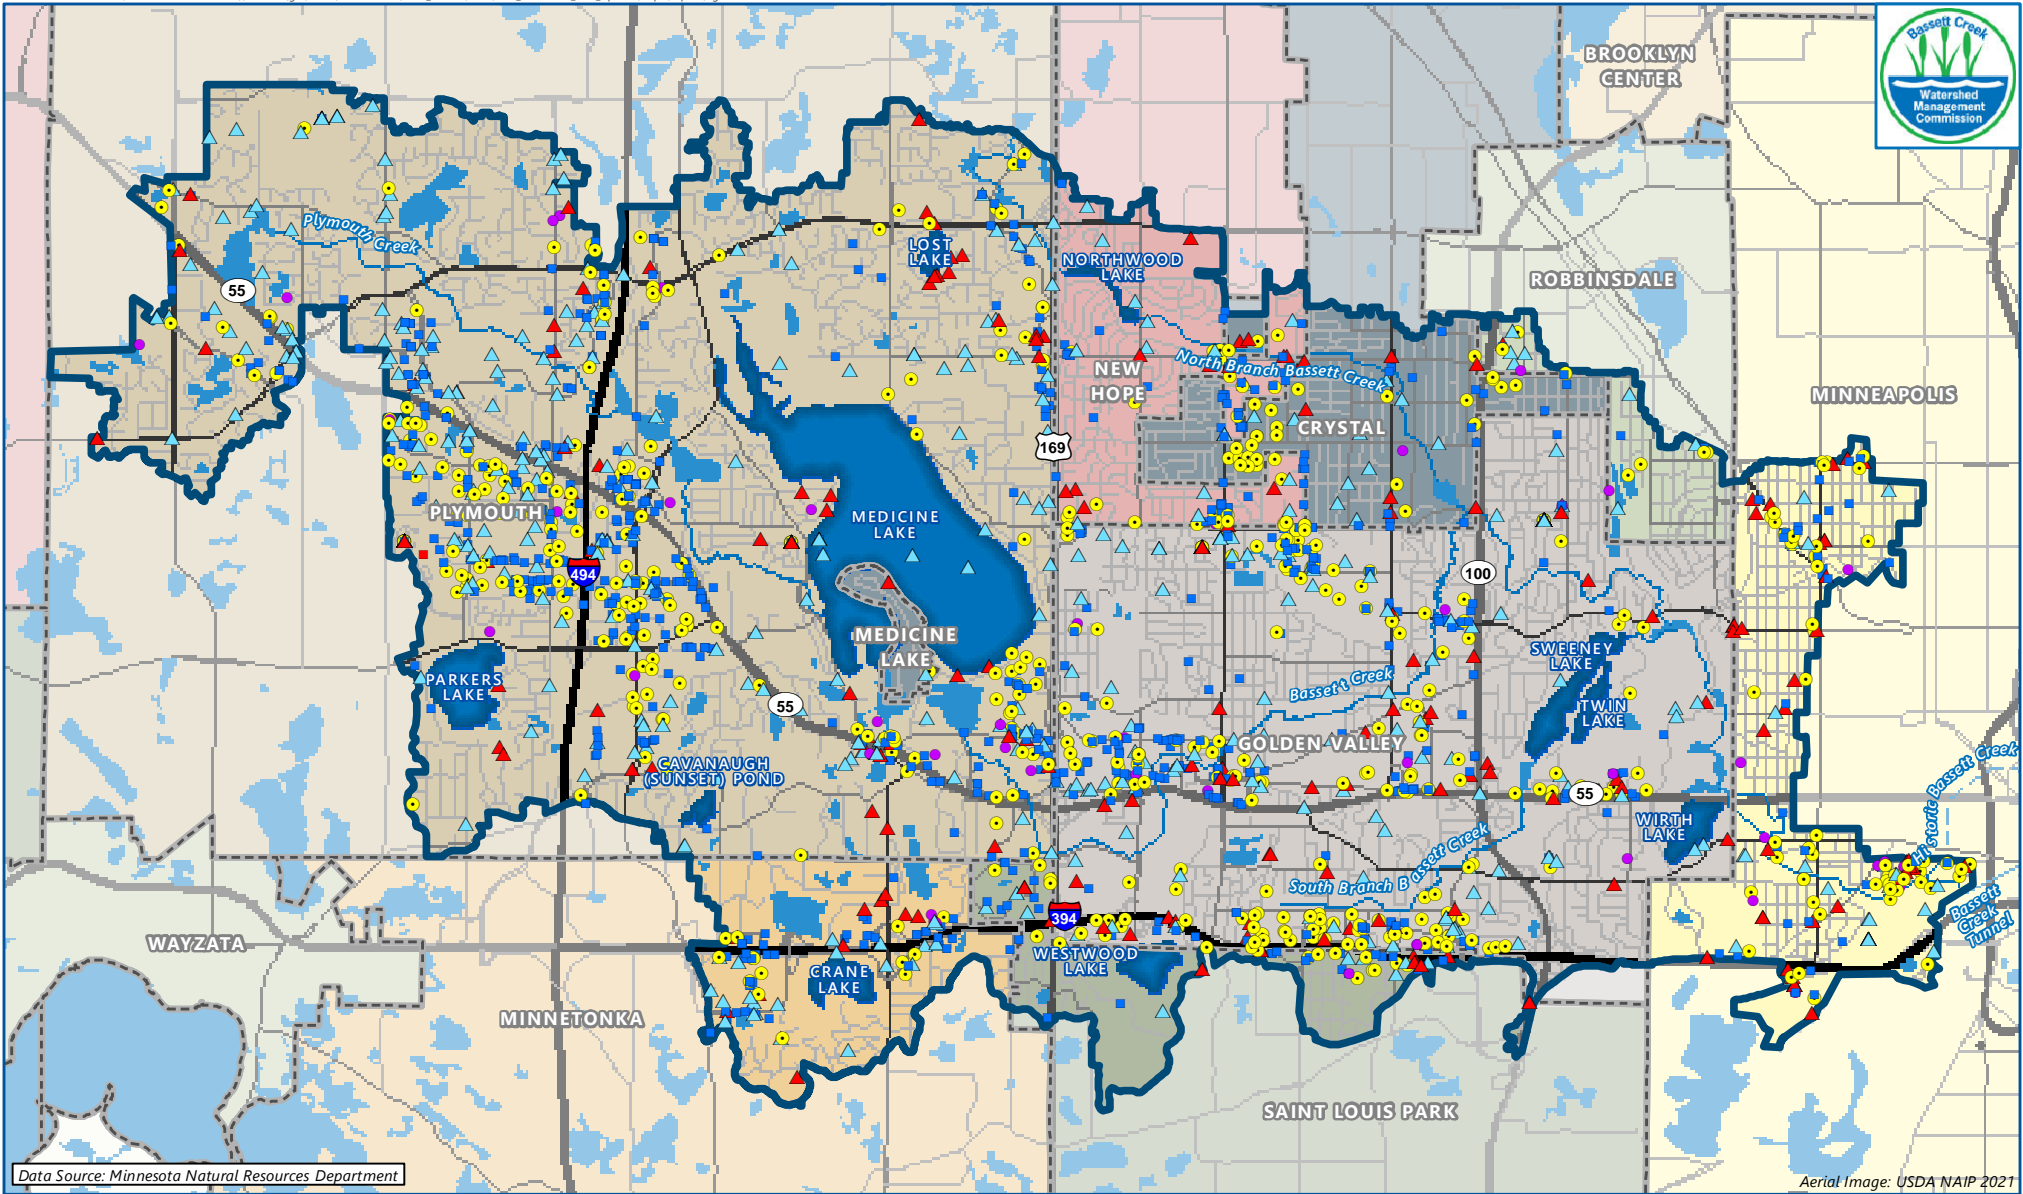 Bassett Creek
Watershed
Management
Commission
BROOKLYN
CENTER
Plymouth Creek
LOST
LAKE
NORTHWOOD
LAKE
ROBBINSDALE
55
NEW
HOPE
North Branch Bassett Creek
CRYSTAL
MINNEAPOLIS
169
PLYMOUTH
MEDICINE
LAKE
494
100
MEDICINE
LAKE
SWEENEY
LAKE
PARKERS
LAKE
Bassett Creek
TWIN
LAKE
55
GOLDEN VALLEY
CAVANAUGH
(SUNSET) POND
55
WIRTH
LAKE
Historic Bassett Creek
South Branch Bassett Creek
394
Bassett
Creek
Tunnel
WAYZATA
WESTWOOD
LAKE
CRANE
LAKE
MINNETONKA
SAINT LOUIS PARK
Data Source: Minnesota Natural Resources Department
Aerial Image: USDA NAIP 2021